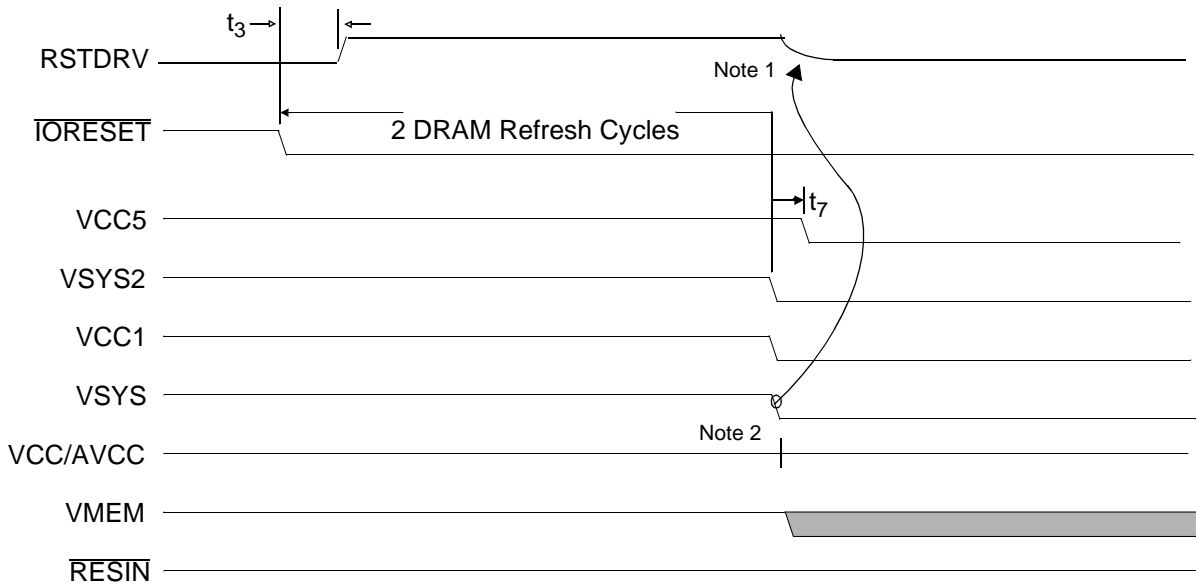 t3
RSTDRV
Note 1
IORESET
2 DRAM Refresh Cycles
VCC5
t7
VSYS2
VCC1
VSYS
Note 2
VCC/AVCC
VMEM
RESIN